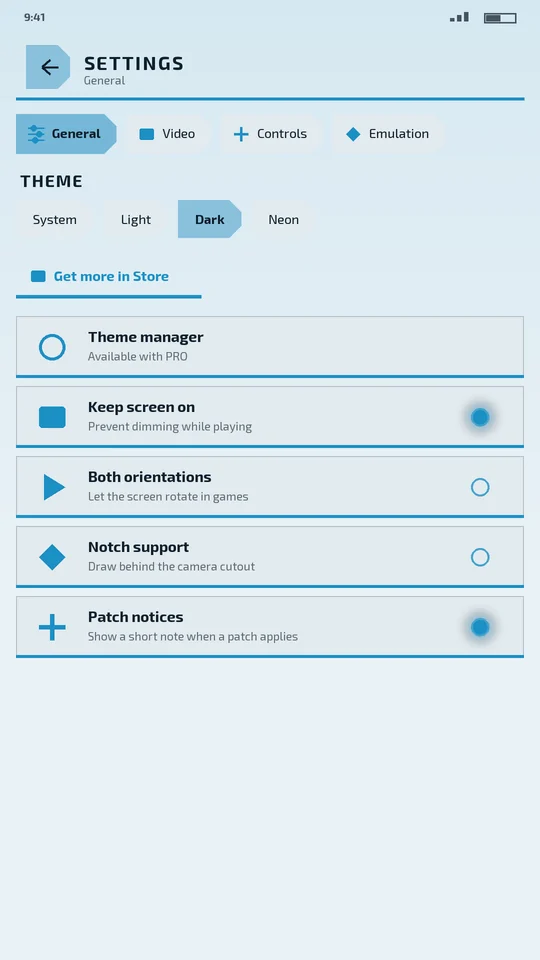 9:41
SETTINGS
General
General
Video
Controls
Emulation
THEME
System
Light
Dark
Neon
Get more in Store
Theme manager
Available with PRO
Keep screen on
Prevent dimming while playing
Both orientations
Let the screen rotate in games
Notch support
Draw behind the camera cutout
Patch notices
Show a short note when a patch applies